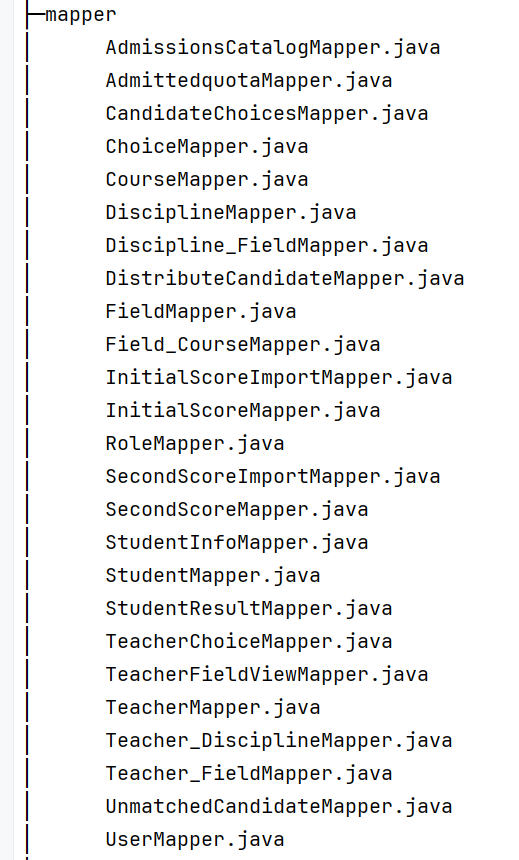 ├─mapper
│      AdmissionsCatalogMapper.java
│      AdmittedquotaMapper.java
│      CandidateChoicesMapper.java
│      ChoiceMapper.java
│      CourseMapper.java
│      DisciplineMapper.java
│      Discipline_FieldMapper.java
│      DistributeCandidateMapper.java
│      FieldMapper.java
│      Field_CourseMapper.java
│      InitialScoreImportMapper.java
│      InitialScoreMapper.java
│      RoleMapper.java
│      SecondScoreImportMapper.java
│      SecondScoreMapper.java
│      StudentInfoMapper.java
│      StudentMapper.java
│      StudentResultMapper.java
│      TeacherChoiceMapper.java
│      TeacherFieldViewMapper.java
│      TeacherMapper.java
│      Teacher_DisciplineMapper.java
│      Teacher_FieldMapper.java
│      UnmatchedCandidateMapper.java
│      UserMapper.java